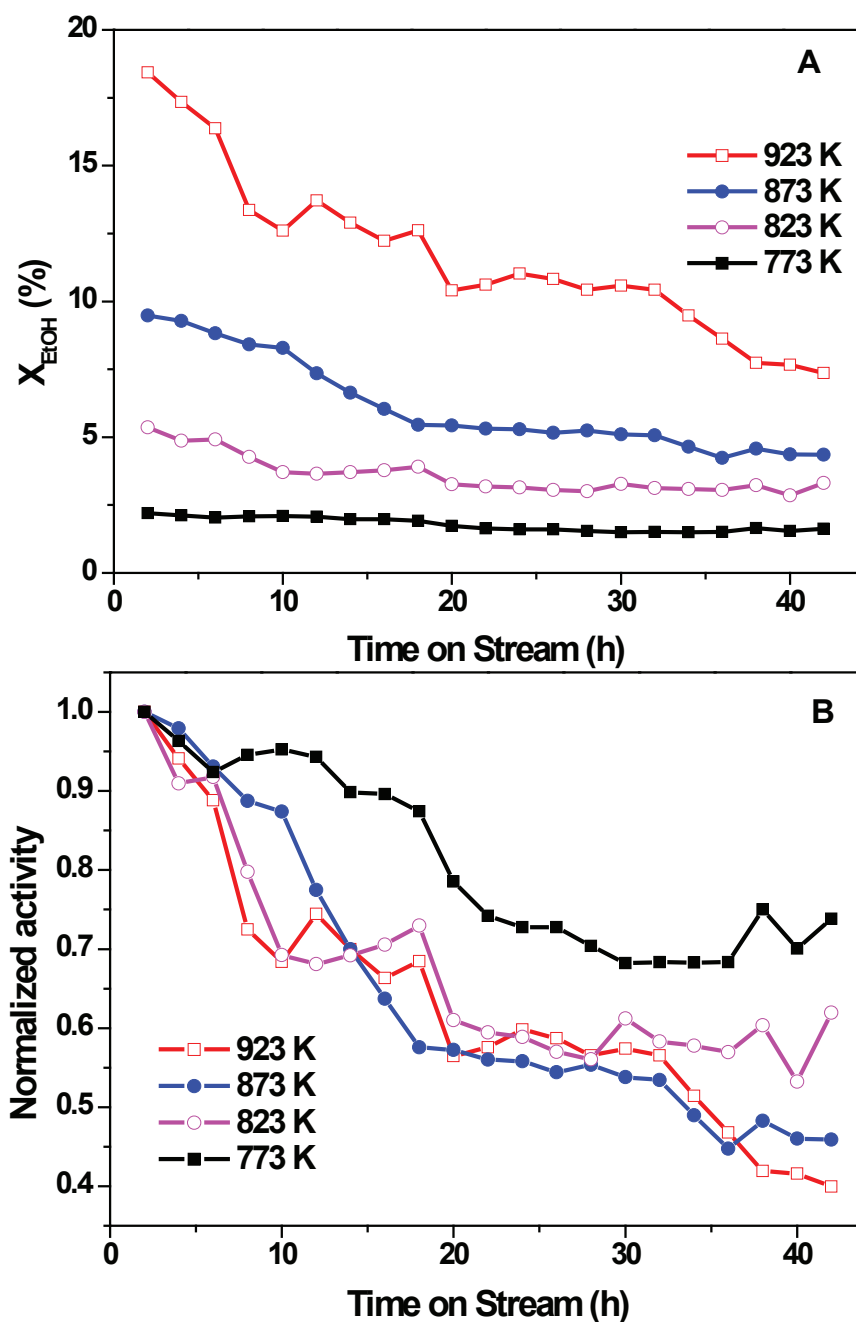 20
A
923 K
15
873 K
823 K
773 K
10
X_EtOH (%)
5
0
0 10 20 30 40
Time on Stream (h)
B
1.0
0.9
0.8
Normalized activity
0.7
0.6
923 K
873 K
0.5
823 K
773 K
0.4
0 10 20 30 40
Time on Stream (h)